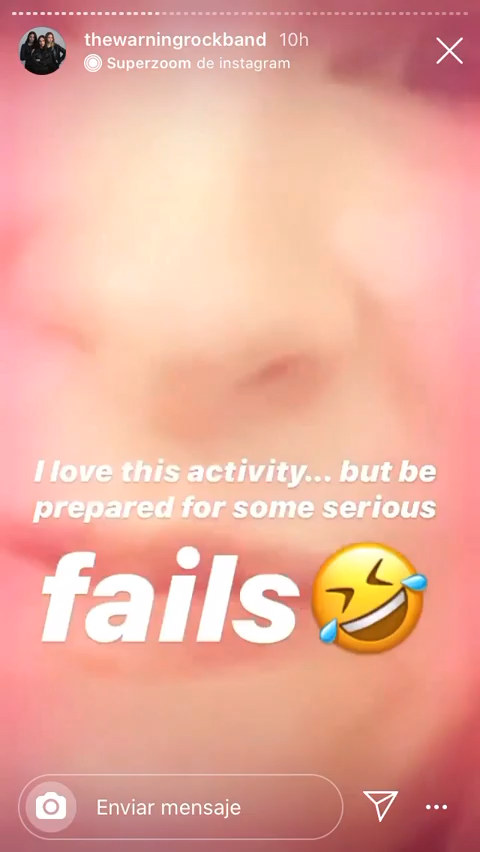 thewarningrockband 10h
Superzoom de instagram
I love this activity... but be
prepared for some serious
fails🤣
Enviar mensaje